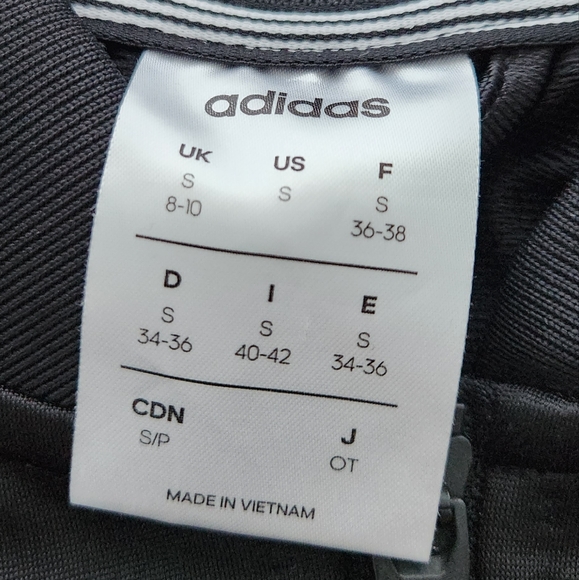 adidas
UK US F
S S S
8-10 36-38
D I E
S S S
34-36 40-42 34-36
CDN J
S/P OT
MADE IN VIETNAM